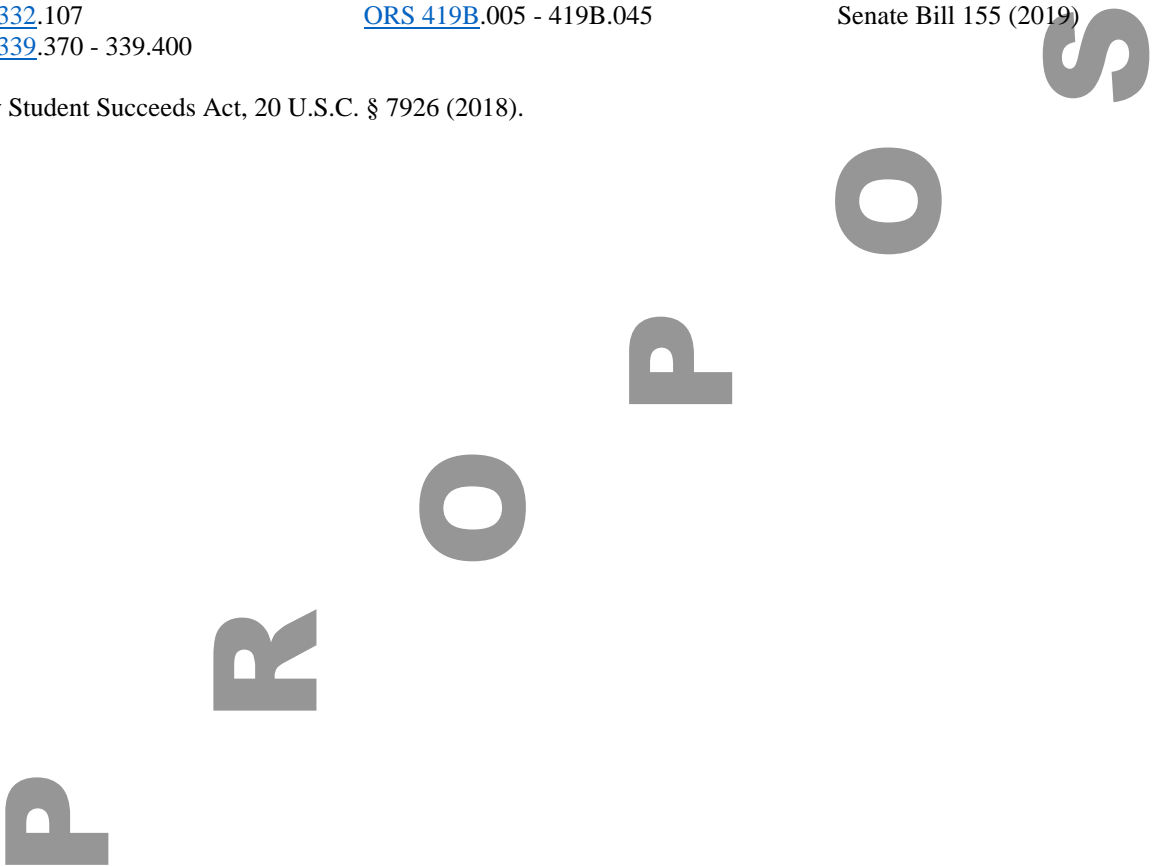 332.107 ORS 419B.005 - 419B.045 Senate Bill 155 (2019)
339.370 - 339.400
Student Succeeds Act, 20 U.S.C. § 7926 (2018).
P R O P O S